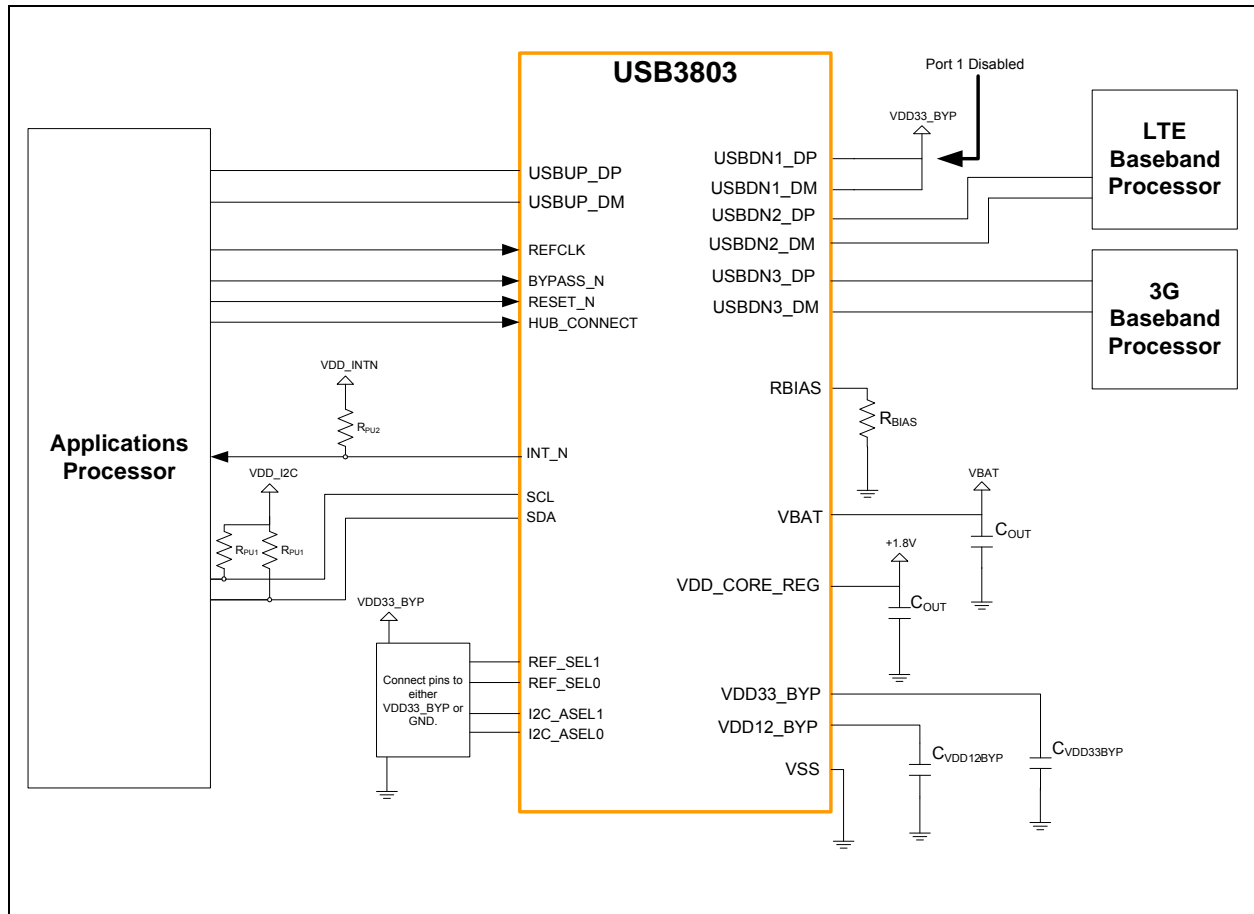 USB3803
Port 1 Disabled
VDD33_BYP
LTE
Baseband
Processor
3G
Baseband
Processor
Applications
Processor
USBUP_DP
USBUP_DM
REFCLK
BYPASS_N
RESET_N
HUB_CONNECT
VDD_INTN
RPU2
INT_N
VDD_I2C
SCL
SDA
RPU1
RPU1
VDD33_BYP
Connect pins to
either
VDD33_BYP or
GND.
REF_SEL1
REF_SEL0
I2C_ASEL1
I2C_ASEL0
USBDN1_DP
USBDN1_DM
USBDN2_DP
USBDN2_DM
USBDN3_DP
USBDN3_DM
RBIAS
RBIAS
VBAT
VBAT
COUT
+1.8V
VDD_CORE_REG
COUT
VDD33_BYP
VDD12_BYP
CVDD12BYP
CVDD33BYP
VSS